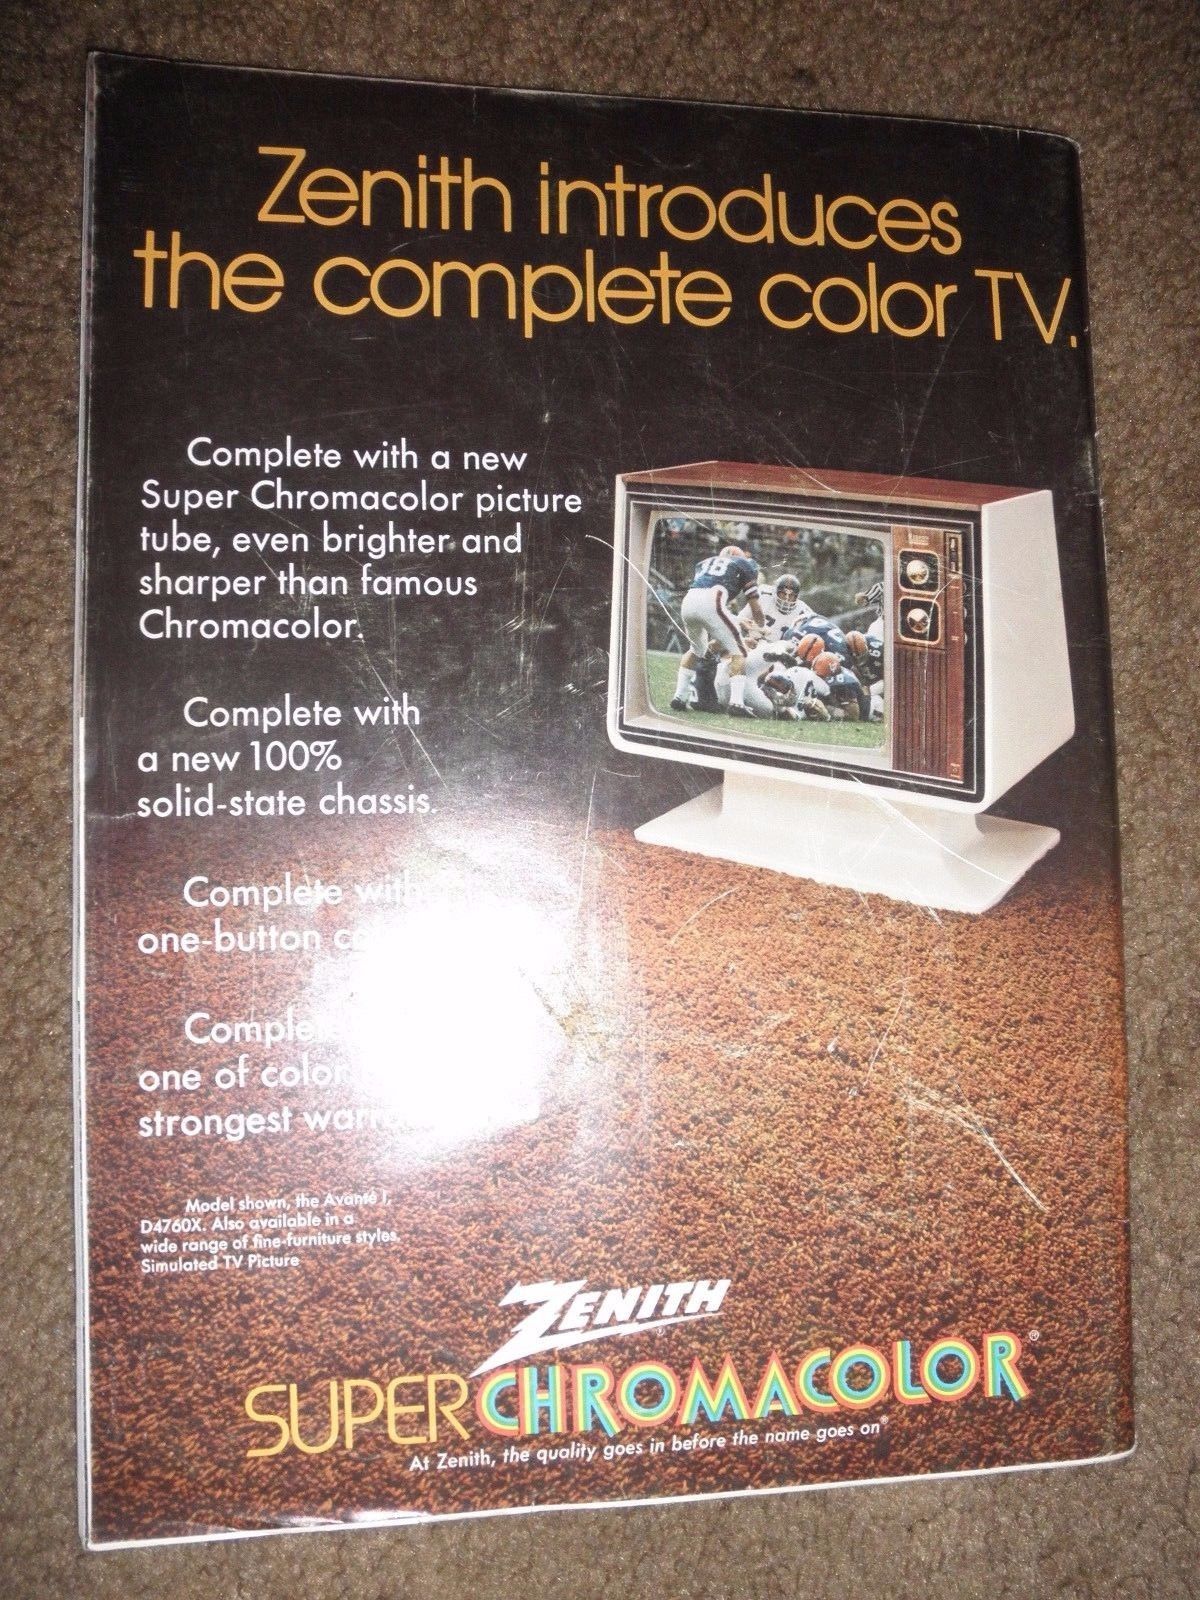 Zenith introduces
the complete color TV.
Complete with a new
Super Chromacolor picture
tube, even brighter and
sharper than famous
Chromacolor.
Complete with
a new 100%
solid-state chassis.
Complete with
one-button
one of color
strongest
Model shown, the Avanté I,
D4760X. Also available in a
wide range of fine-furniture styles.
Simulated TV Picture
38
64
ZENITH
SUPER CHROMACOLOR®
At Zenith, the quality goes in before the name goes on®